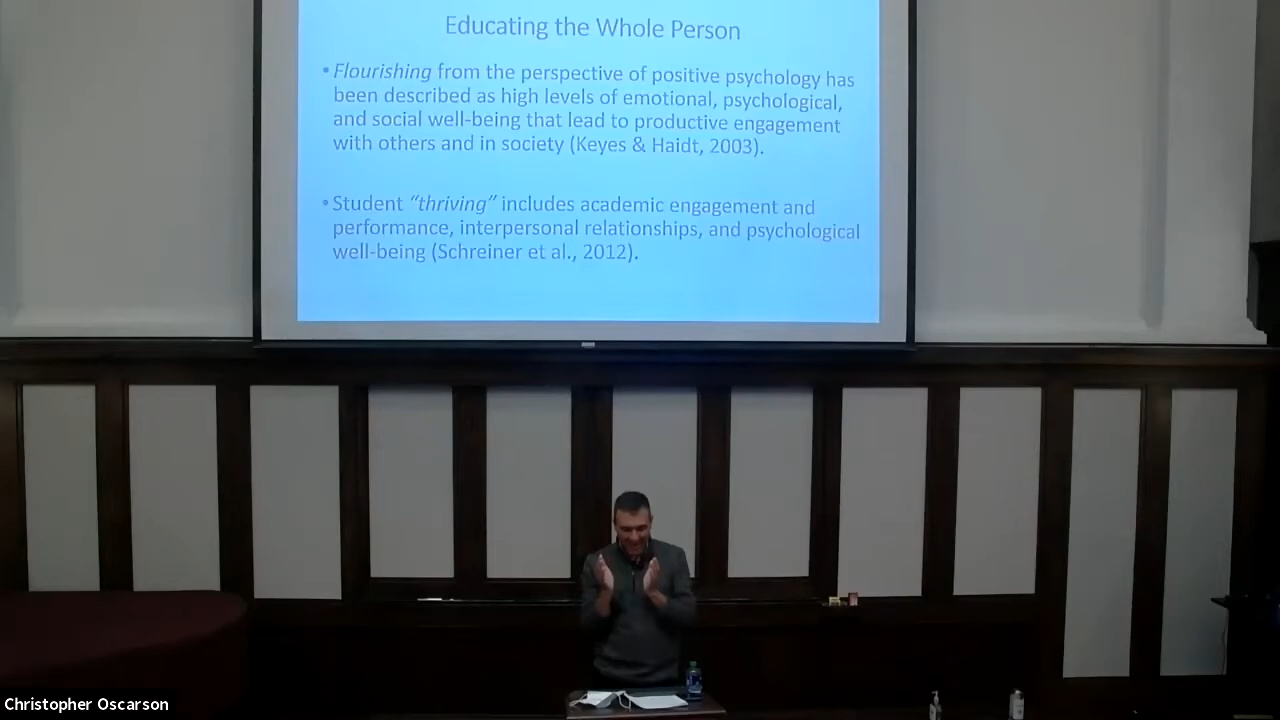 Educating the Whole Person
• Flourishing from the perspective of positive psychology has
been described as high levels of emotional, psychological,
and social well-being that lead to productive engagement
with others and in society (Keyes & Haidt, 2003).
• Student “thriving” includes academic engagement and
performance, interpersonal relationships, and psychological
well-being (Schreiner et al., 2012).
Christopher Oscarson